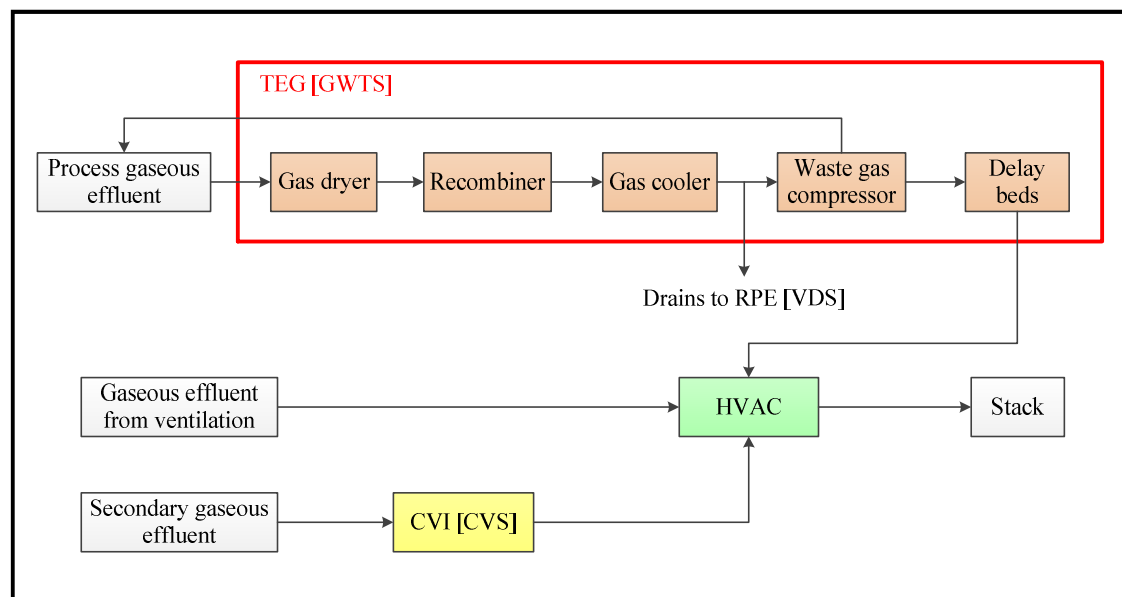 TEG [GWTS]
Process gaseous
effluent
Gas dryer
Recombiner
Gas cooler
Waste gas
compressor
Delay
beds
Drains to RPE [VDS]
Gaseous effluent
from ventilation
HVAC
Stack
Secondary gaseous
effluent
CVI [CVS]